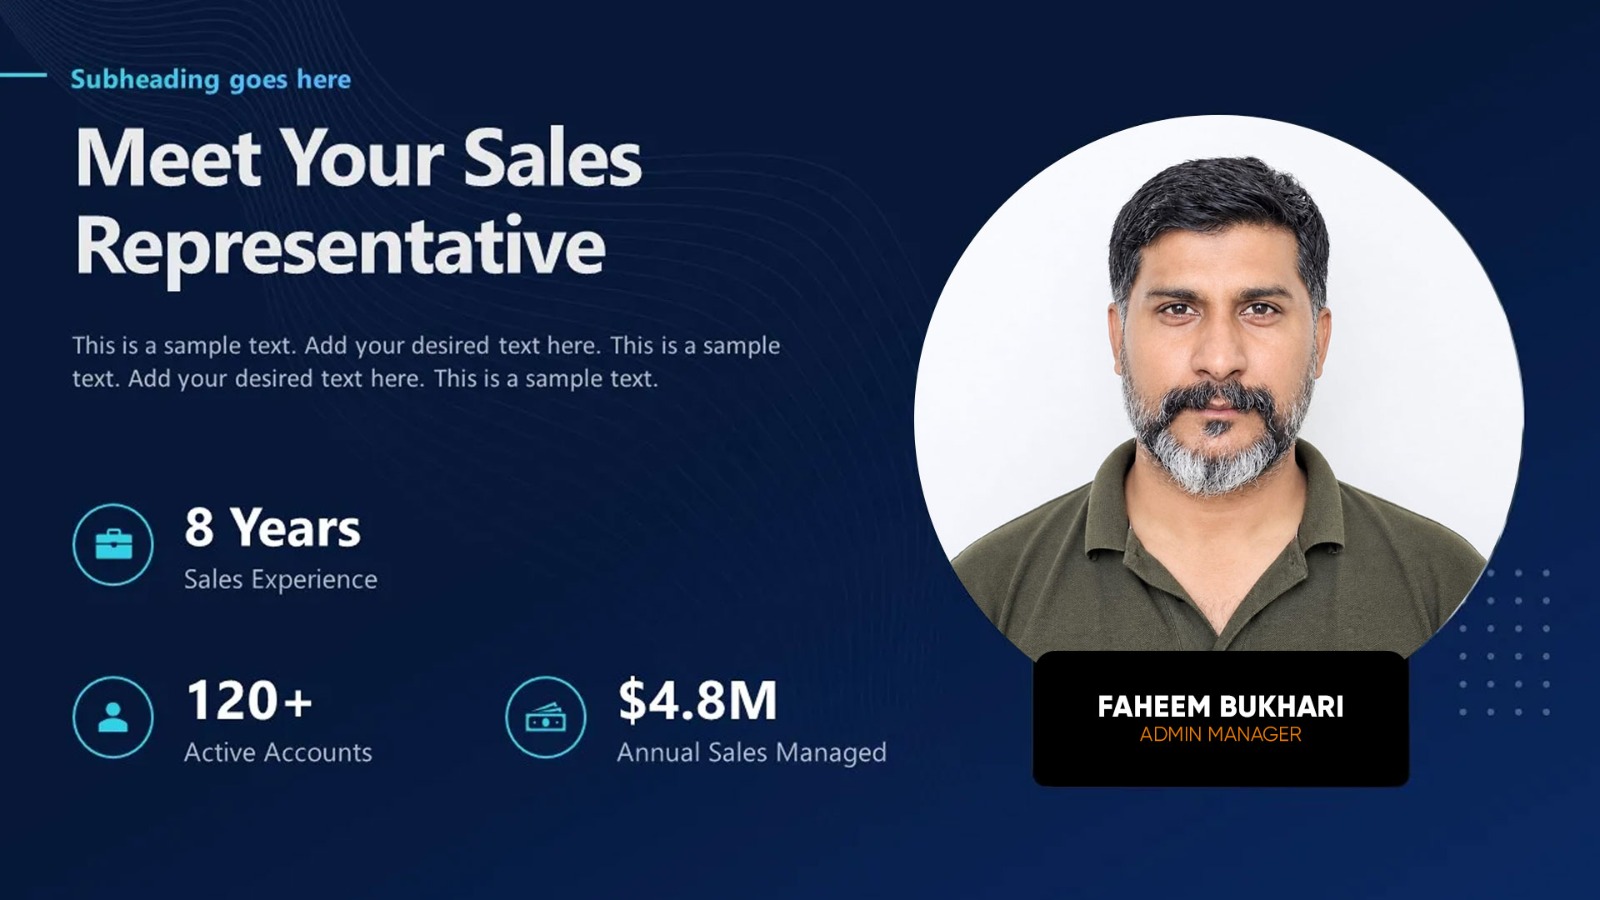 Subheading goes here
Meet Your Sales
Representative
This is a sample text. Add your desired text here. This is a sample
text. Add your desired text here. This is a sample text.
8 Years
Sales Experience
120+
Active Accounts
$4.8M
Annual Sales Managed
FAHEEM BUKHARI
ADMIN MANAGER